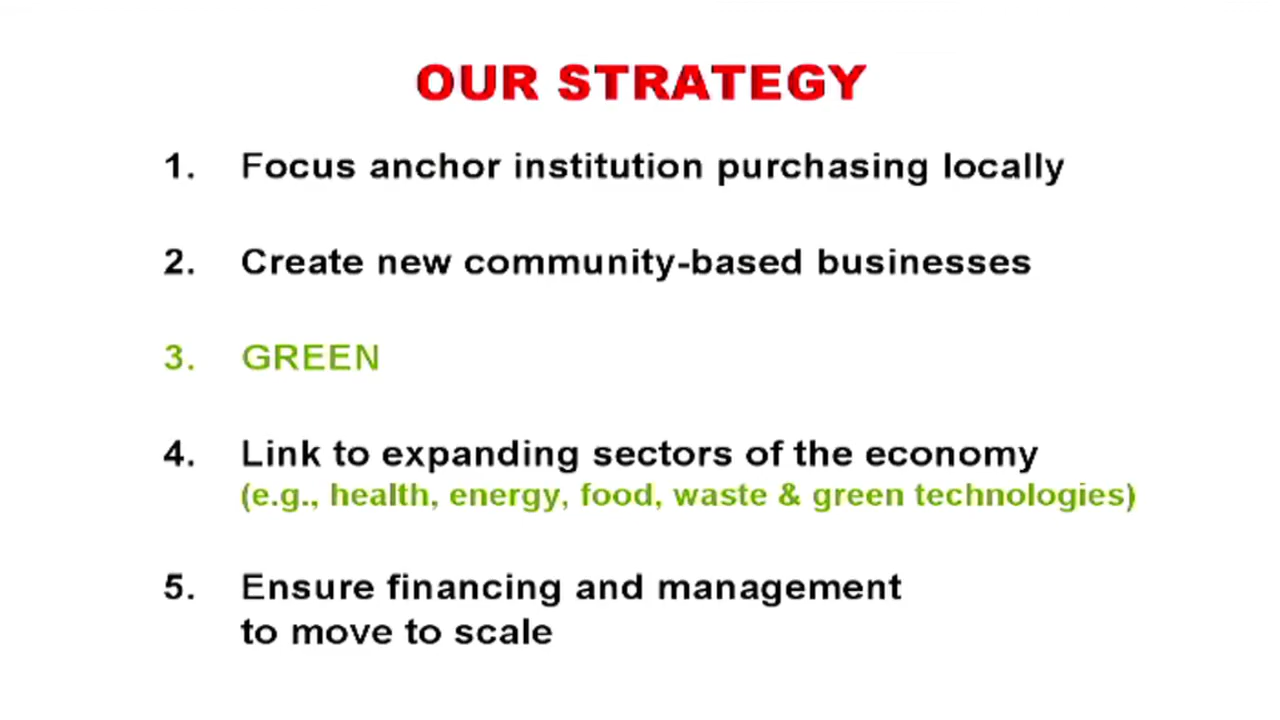 OUR STRATEGY
1. Focus anchor institution purchasing locally
2. Create new community-based businesses
3. GREEN
4. Link to expanding sectors of the economy
(e.g., health, energy, food, waste & green technologies)
5. Ensure financing and management
to move to scale